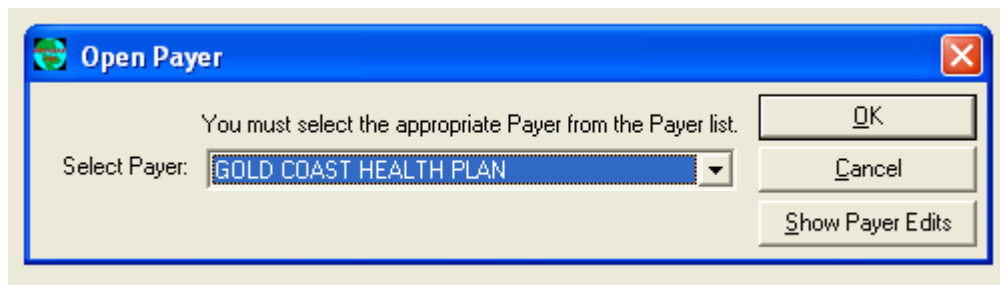 Open Payer
You must select the appropriate Payer from the Payer list.
Select Payer: GOLD COAST HEALTH PLAN
OK
Cancel
Show Payer Edits